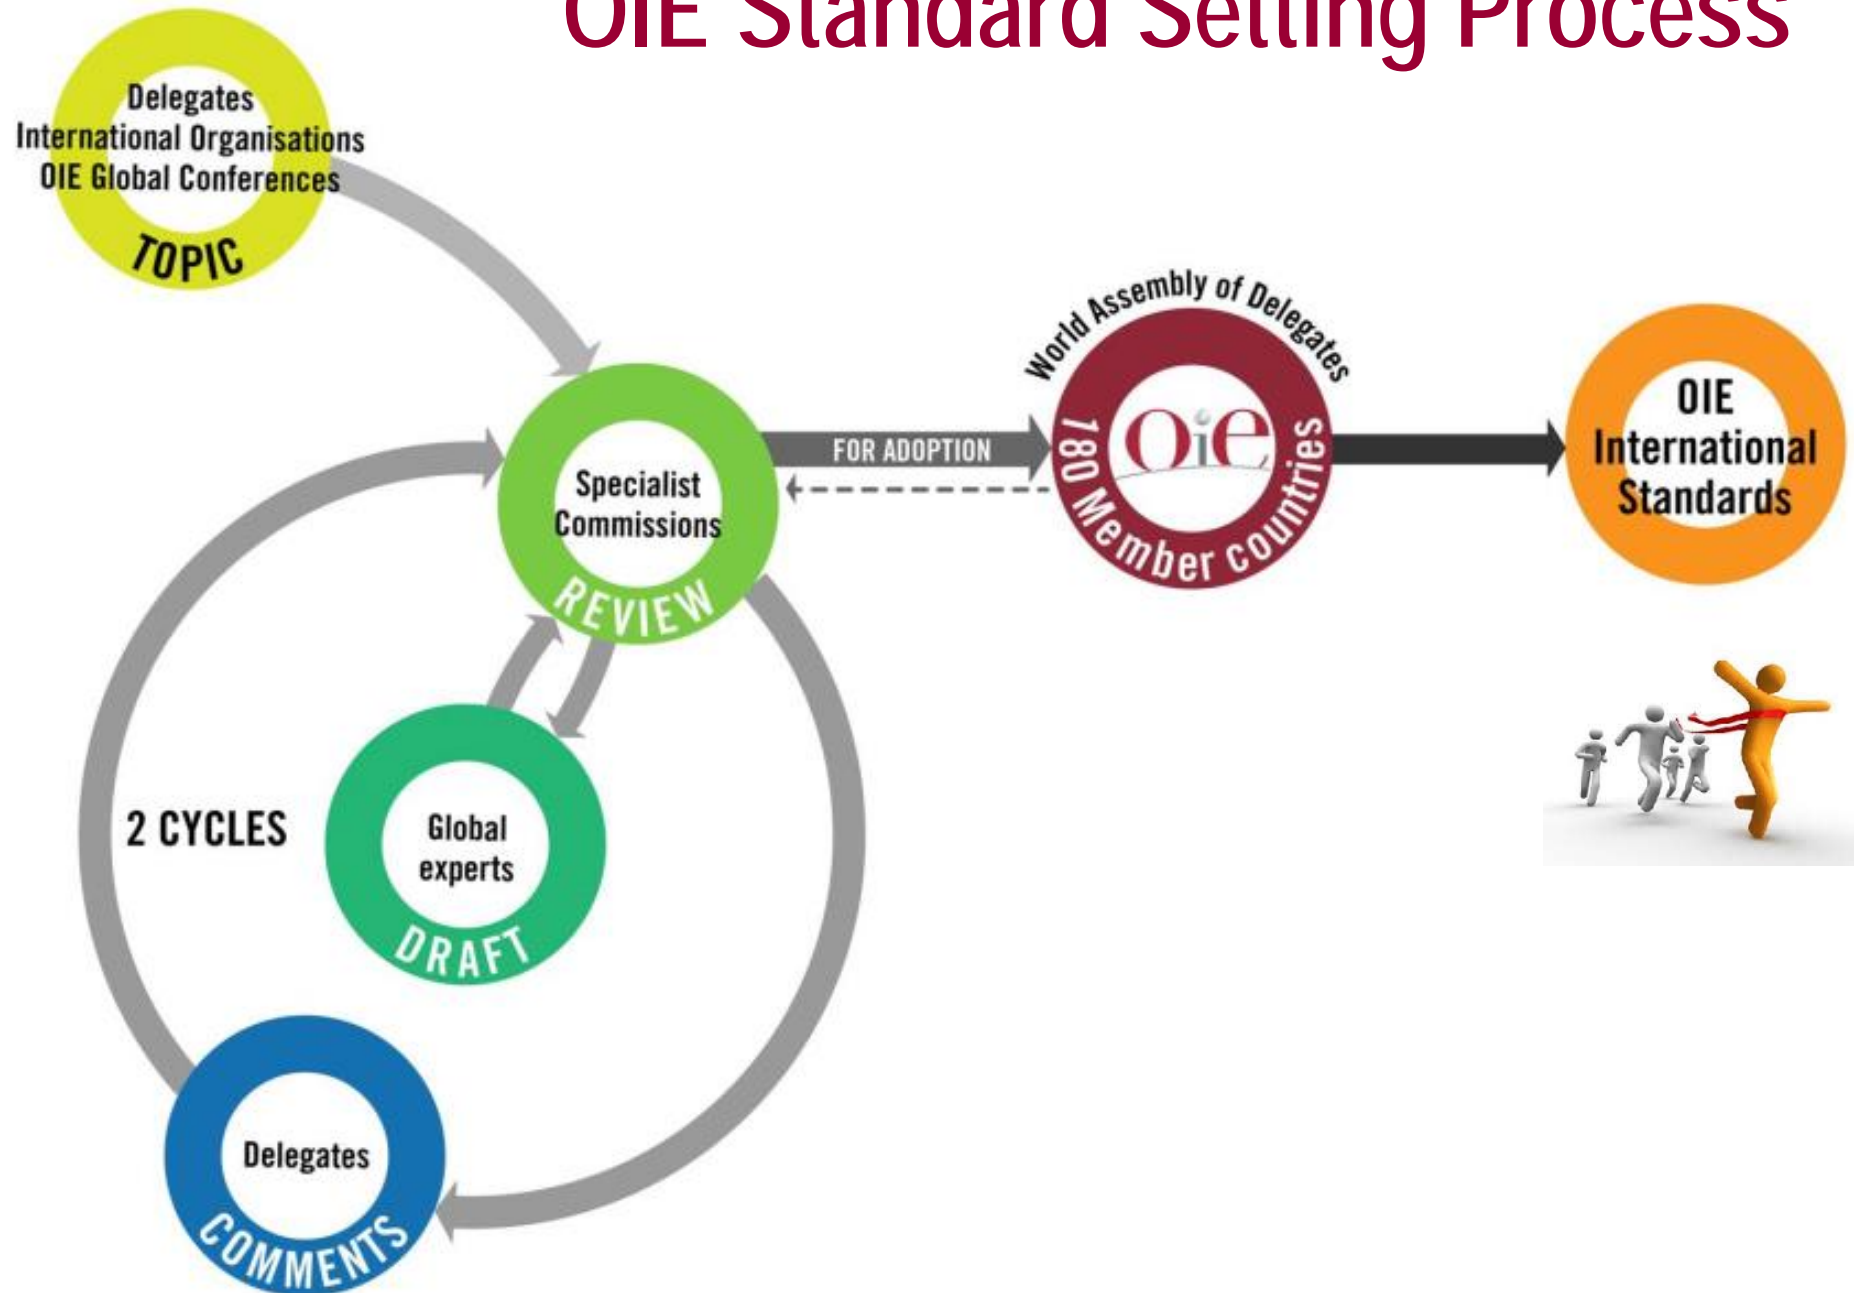 OIE Standard Setting Process
Delegates
International Organisations
OIE Global Conferences
TOPIC
World Assembly of Delegates
OIE
International
Standards
FOR ADOPTION
Oie
180 Member countries
Specialist
Commissions
REVIEW
2 CYCLES
Global
experts
DRAFT
Delegates
COMMENTS